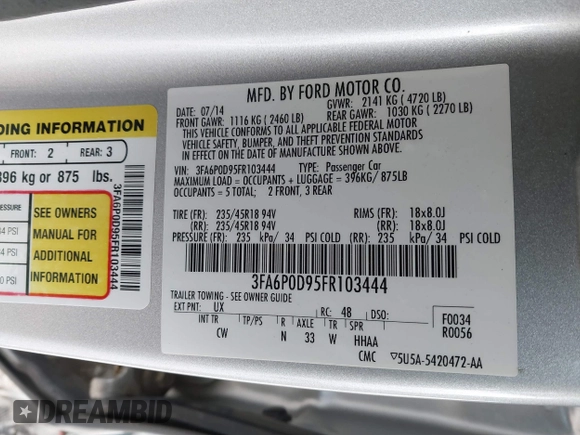 DING INFORMATION
FRONT: 2 REAR: 3
396 kg or 875 lbs.
PRESSURE
PSI
PSI
PSI
SEE OWNERS
MANUAL FOR
ADDITIONAL
INFORMATION
3FA6P0D95FR103444
MFD. BY FORD MOTOR CO.
DATE: 07/14 GVWR: 2141 KG ( 4720 LB)
FRONT GAWR: 1116 KG ( 2460 LB) REAR GAWR: 1030 KG ( 2270 LB)
THIS VEHICLE CONFORMS TO ALL APPLICABLE FEDERAL MOTOR
VEHICLE SAFETY, BUMPER, AND THEFT PREVENTION STANDARDS
IN EFFECT ON THE DATE OF MANUFACTURE SHOWN ABOVE.
VIN: 3FA6P0D95FR103444 TYPE: Passenger Car
MAXIMUM LOAD = OCCUPANTS + LUGGAGE = 396KG/ 875LB
OCCUPANTS = 5 TOTAL; 2 FRONT, 3 REAR
TIRE (FR): 235/45R18 94V RIMS (FR): 18x8.0J
(RR): 235/45R18 94V (RR): 18x8.0J
PRESSURE (FR): 235 kPa/ 34 PSI COLD (RR): 235 kPa/ 34 PSI COLD
3FA6P0D95FR103444
TRAILER TOWING - SEE OWNER GUIDE
EXT PNT: UX RC: 48 DSO: F0034
INT TR TP/PS R AXLE TR SPR R0056
CW N 33 W HHAA
CMC 5U5A-5420472-AA
DREAMBID